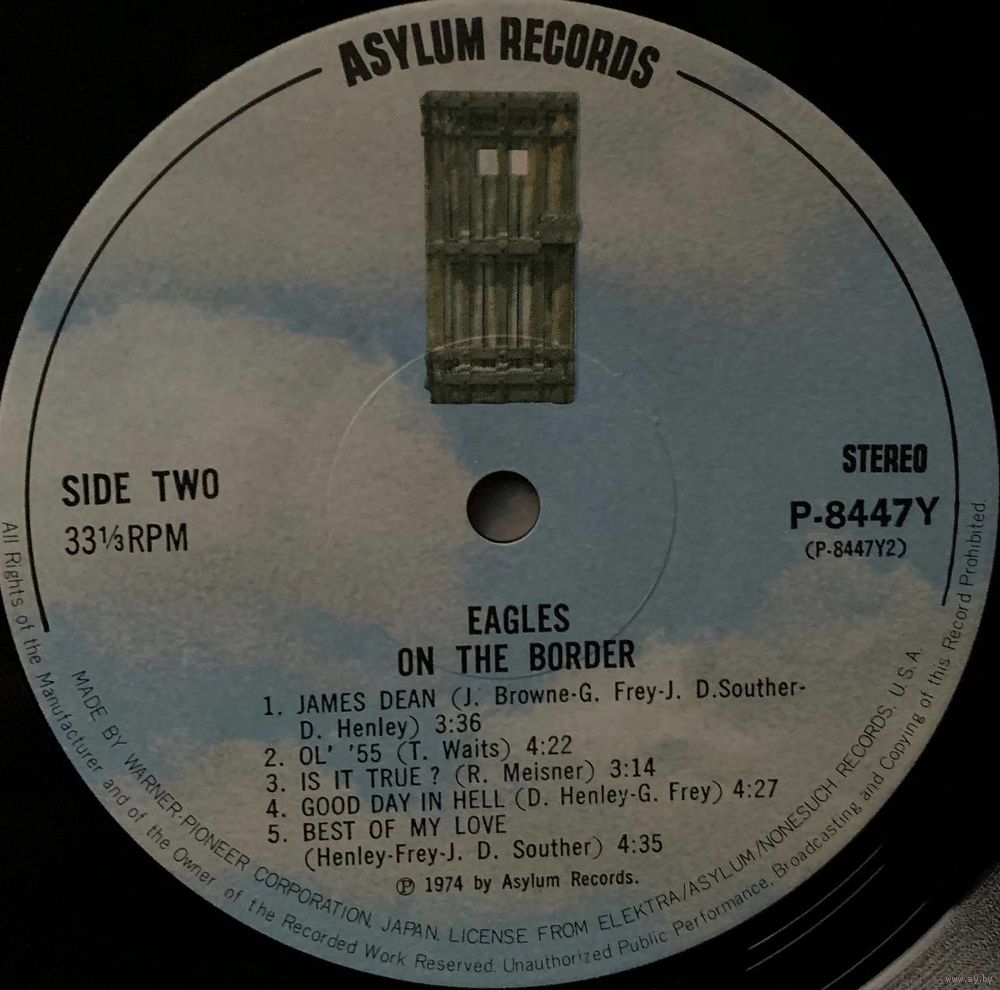 ASYLUM RECORDS
SIDE TWO
33⅓RPM
STEREO
P-8447Y
(P-8447Y2)
EAGLES
ON THE BORDER
1. JAMES DEAN (J. Browne-G. Frey-J. D.Souther-
D. Henley) 3:36
2. OL' '55 (T. Waits) 4:22
3. IS IT TRUE? (R. Meisner) 3:14
4. GOOD DAY IN HELL (D. Henley-G. Frey) 4:27
5. BEST OF MY LOVE
(Henley-Frey-J. D. Souther) 4:35
℗ 1974 by Asylum Records.
MADE BY WARNER-PIONEER CORPORATION, JAPAN, LICENSE FROM ELEKTRA/ASYLUM/NONESUCH RECORDS. U.S.A.
All Rights of the Manufacturer and of the Owner of the Recorded Work Reserved. Unauthorized Public Performance, Broadcasting and Copying of this Record Prohibited.
www.ay.by